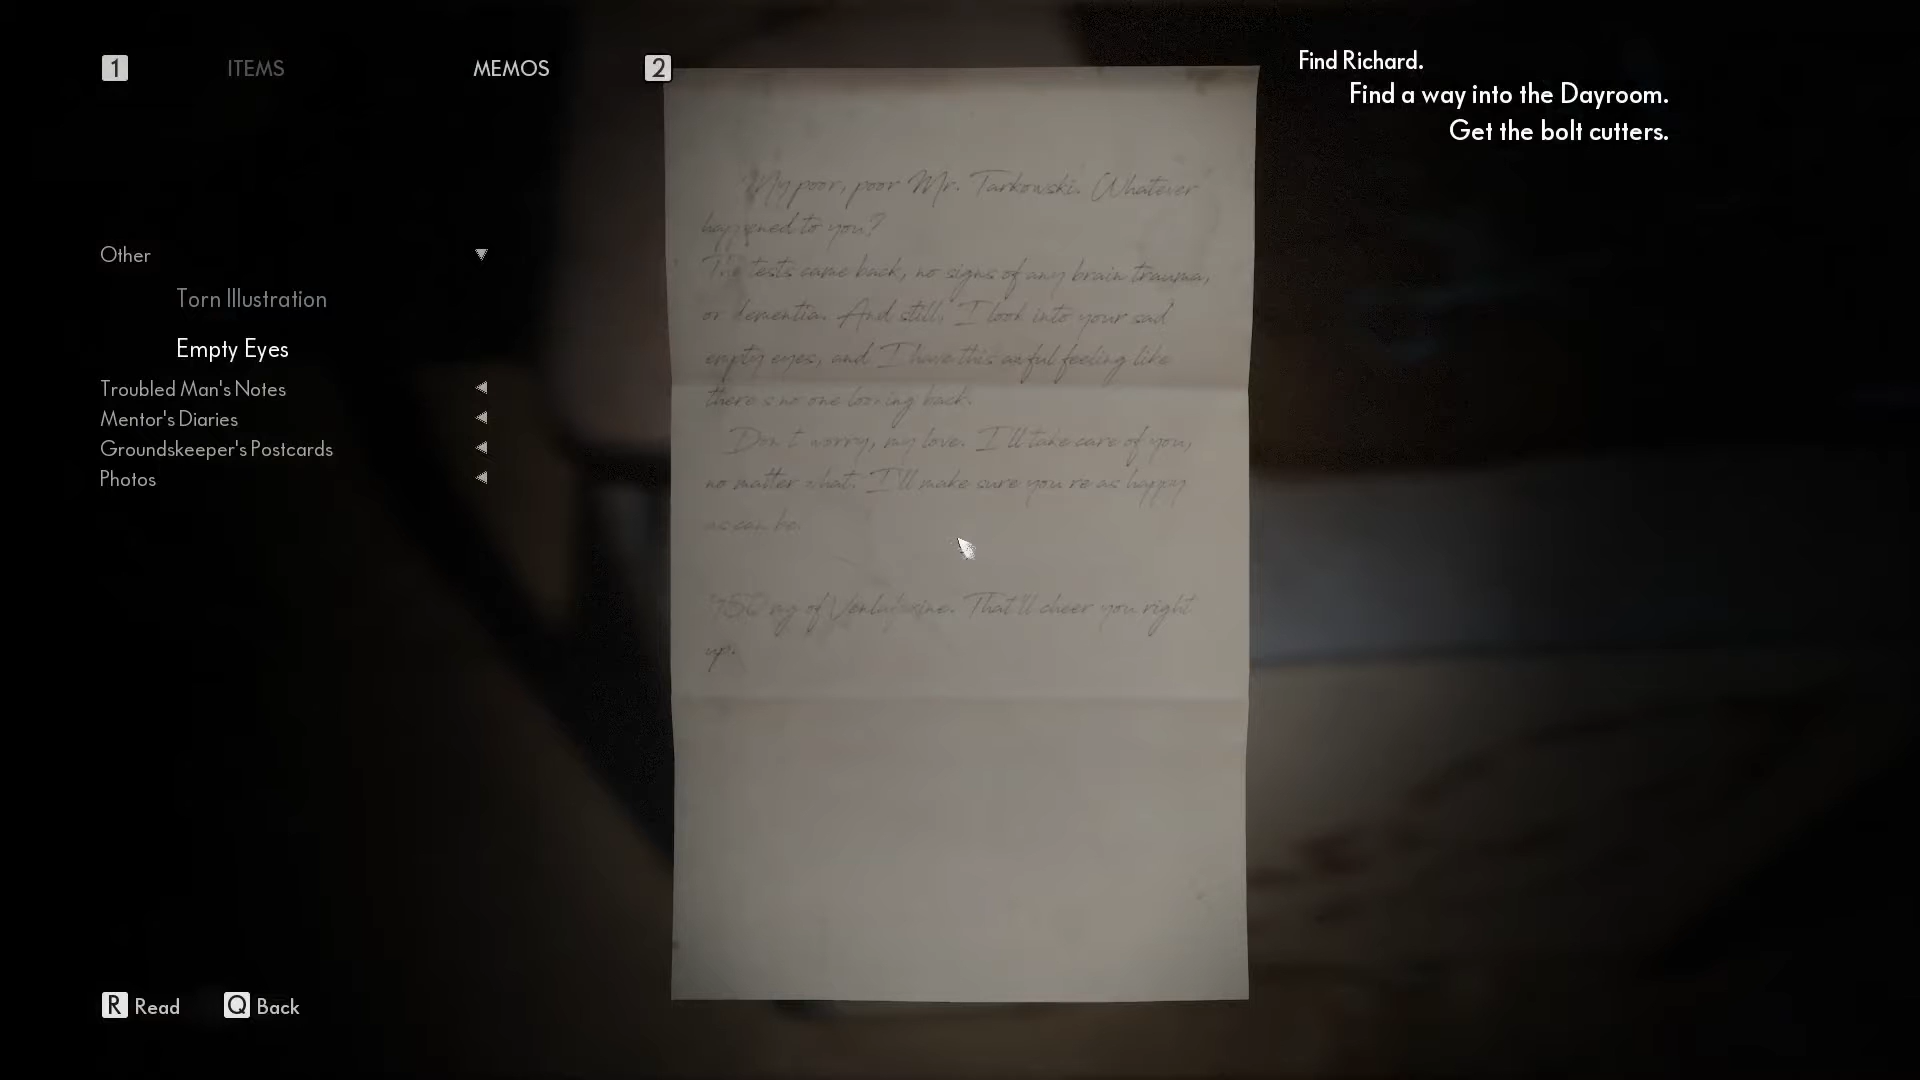 1
ITEMS
MEMOS
2
Find Richard.
Find a way into the Dayroom.
Get the bolt cutters.
Other
Torn Illustration
Empty Eyes
Troubled Man's Notes
Mentor's Diaries
Groundskeeper's Postcards
Photos
My poor, poor Mr. Tarkowski. Whatever
happened to you?
The tests came back, no signs of any brain trauma,
or dementia. And still, I look into your sad
empty eyes, and I have this awful feeling like
there's no one looking back.
Don't worry, my love. I'll take care of you,
no matter what. I'll make sure you're as happy
as can be.
mg of Venlafaxine. That'll cheer you right
up.
R Read
Q Back